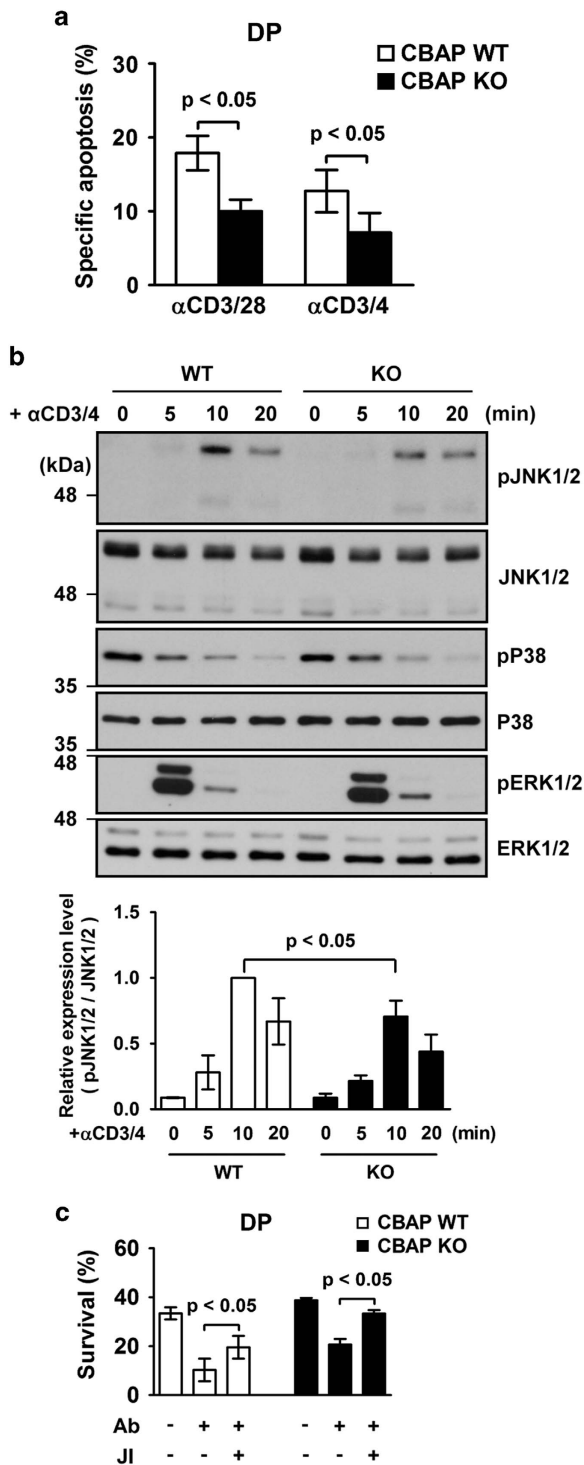 a
DP
CBAP WT
CBAP KO
Specific apoptosis (%)
30
20
10
0
p < 0.05
p < 0.05
αCD3/28
αCD3/4
b
WT
KO
+ αCD3/4 0 5 10 20 0 5 10 20 (min)
(kDa)
48
pJNK1/2
JNK1/2
48
pP38
35
P38
35
48
pERK1/2
48
ERK1/2
Relative expression level
( pJNK1/2 / JNK1/2 )
1.5
1.0
0.5
0.0
p < 0.05
+αCD3/4 0 5 10 20 0 5 10 20 (min)
WT
KO
c
DP
CBAP WT
CBAP KO
Survival (%)
60
40
20
0
p < 0.05
p < 0.05
Ab - + + - + +
JI - - + - - +